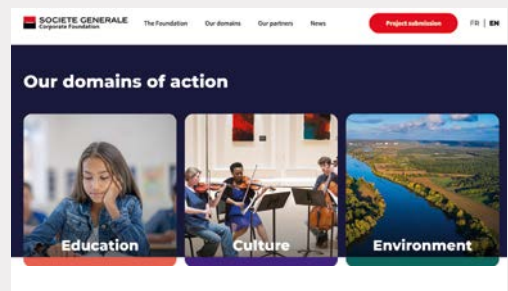 SOCIETE GENERALE
Corporate Foundation
The Foundation
Our domains
Our partners
News
Project submission
FR | EN
Our domains of action
Education
Culture
Environment